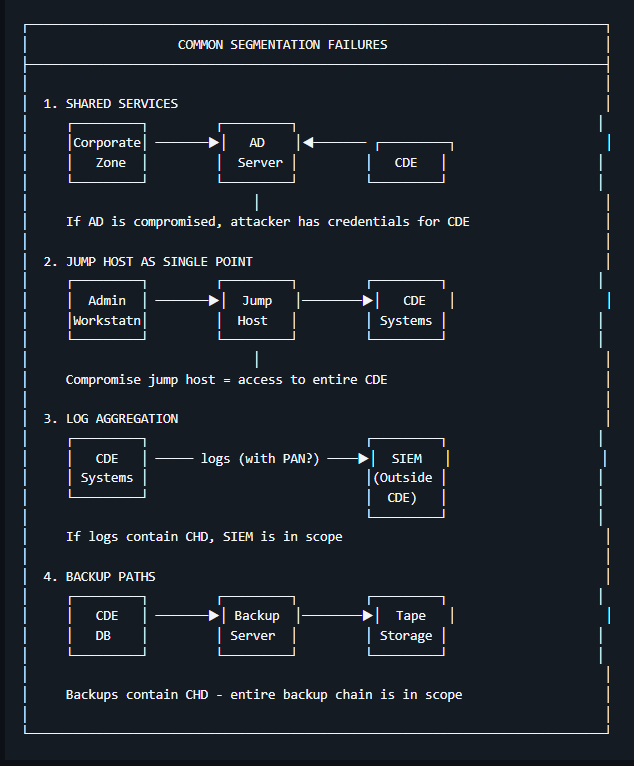 COMMON SEGMENTATION FAILURES
1. SHARED SERVICES
Corporate AD
Zone Server CDE
If AD is compromised, attacker has credentials for CDE
2. JUMP HOST AS SINGLE POINT
Admin Jump CDE
Workstatn Host Systems
Compromise jump host = access to entire CDE
3. LOG AGGREGATION
CDE logs (with PAN?) SIEM
Systems (Outside
CDE)
If logs contain CHD, SIEM is in scope
4. BACKUP PATHS
CDE Backup Tape
DB Server Storage
Backups contain CHD - entire backup chain is in scope